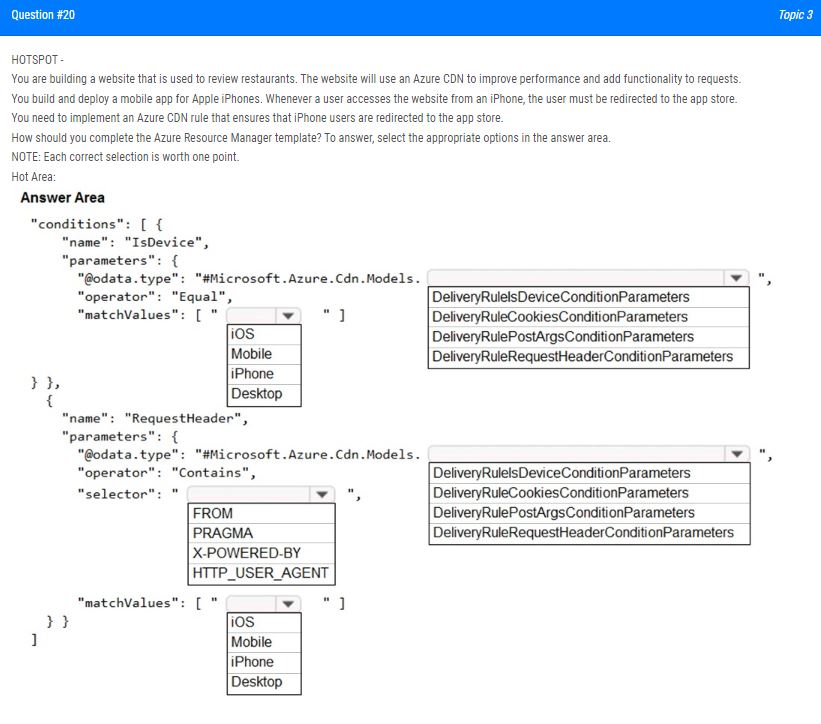 Question #20 Topic 3
HOTSPOT -
You are building a website that is used to review restaurants. The website will use an Azure CDN to improve performance and add functionality to requests.
You build and deploy a mobile app for Apple iPhones. Whenever a user accesses the website from an iPhone, the user must be redirected to the app store.
You need to implement an Azure CDN rule that ensures that iPhone users are redirected to the app store.
How should you complete the Azure Resource Manager template? To answer, select the appropriate options in the answer area.
NOTE: Each correct selection is worth one point.
Hot Area:
Answer Area
"conditions": [ {
"name": "IsDevice",
"parameters": {
"@odata.type": "#Microsoft.Azure.Cdn.Models. ",
DeliveryRuleIsDeviceConditionParameters
DeliveryRuleCookiesConditionParameters
DeliveryRulePostArgsConditionParameters
DeliveryRuleRequestHeaderConditionParameters
"operator": "Equal",
"matchValues": [ " " ]
iOS
Mobile
iPhone
Desktop
} },
{
"name": "RequestHeader",
"parameters": {
"@odata.type": "#Microsoft.Azure.Cdn.Models. ",
DeliveryRuleIsDeviceConditionParameters
DeliveryRuleCookiesConditionParameters
DeliveryRulePostArgsConditionParameters
DeliveryRuleRequestHeaderConditionParameters
"operator": "Contains",
"selector": " ",
FROM
PRAGMA
X-POWERED-BY
HTTP_USER_AGENT
"matchValues": [ " " ]
iOS
Mobile
iPhone
Desktop
} }
]